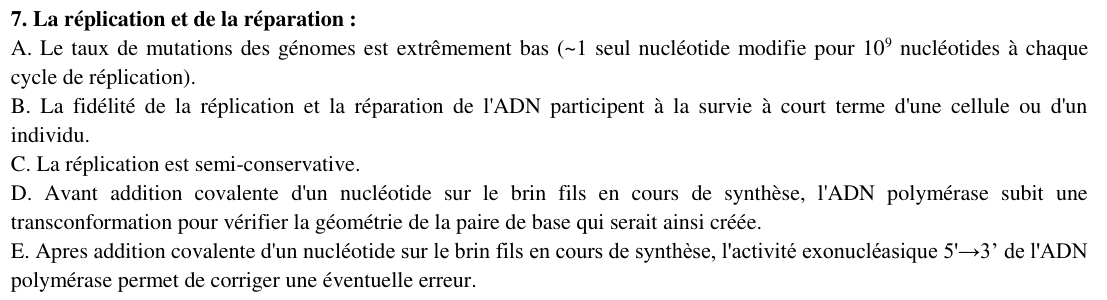 7. La réplication et de la réparation :
A. Le taux de mutations des génomes est extrêmement bas (~1 seul nucléotide modifie pour 10⁹ nucléotides à chaque
cycle de réplication).
B. La fidélité de la réplication et la réparation de l'ADN participent à la survie à court terme d'une cellule ou d'un
individu.
C. La réplication est semi-conservative.
D. Avant addition covalente d'un nucléotide sur le brin fils en cours de synthèse, l'ADN polymérase subit une
transconformation pour vérifier la géométrie de la paire de base qui serait ainsi créée.
E. Apres addition covalente d'un nucléotide sur le brin fils en cours de synthèse, l'activité exonucléasique 5'→3’ de l'ADN
polymérase permet de corriger une éventuelle erreur.